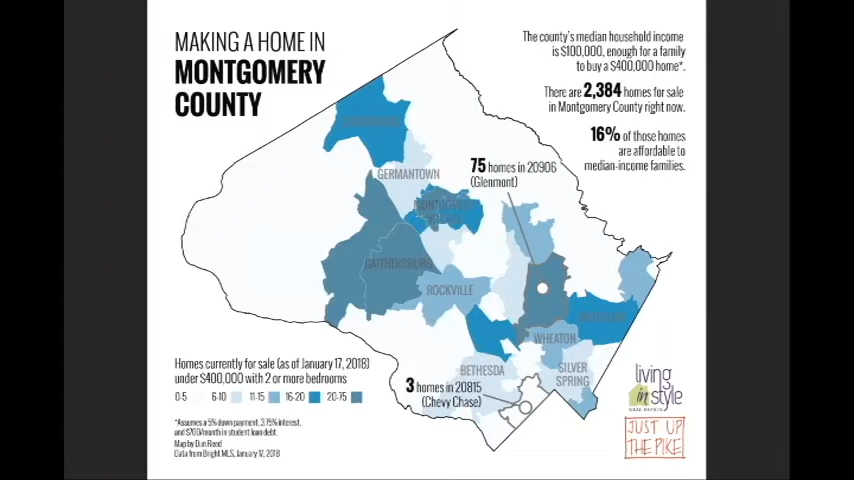 MAKING A HOME IN
MONTGOMERY
COUNTY
The county's median household income
is $100,000, enough for a family
to buy a $400,000 home*.
There are 2,384 homes for sale
in Montgomery County right now.
16% of those homes
are affordable to
median-income families.
75 homes in 20906
(Glenmont)
GERMANTOWN
GAITHERSBURG
ROCKVILLE
WHEATON
BETHESDA
SILVER
SPRING
3 homes in 20815
(Chevy Chase)
Homes currently for sale (as of January 17, 2018)
under $400,000 with 2 or more bedrooms
0-5 6-10 11-15 16-20 20-75
*Assumes a 5% down payment, 3.75% interest,
and $700/month in student loan debt.
Map by Dan Reed
Data from Bright MLS, January 17, 2018
living
in style
REAL ESTATE
JUST UP
THE PIKE